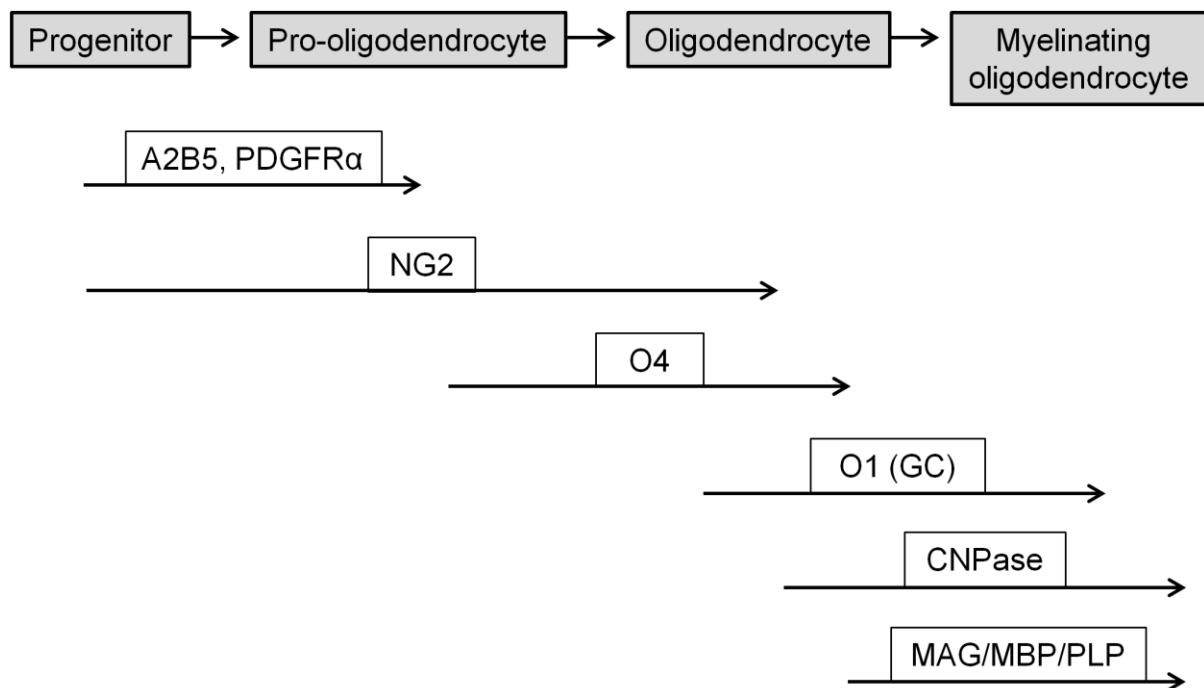 Progenitor
Pro-oligodendrocyte
Oligodendrocyte
Myelinating
oligodendrocyte
A2B5, PDGFRα
NG2
O4
O1 (GC)
CNPase
MAG/MBP/PLP